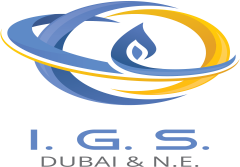 I. G. S.
DUBAI & N.E.